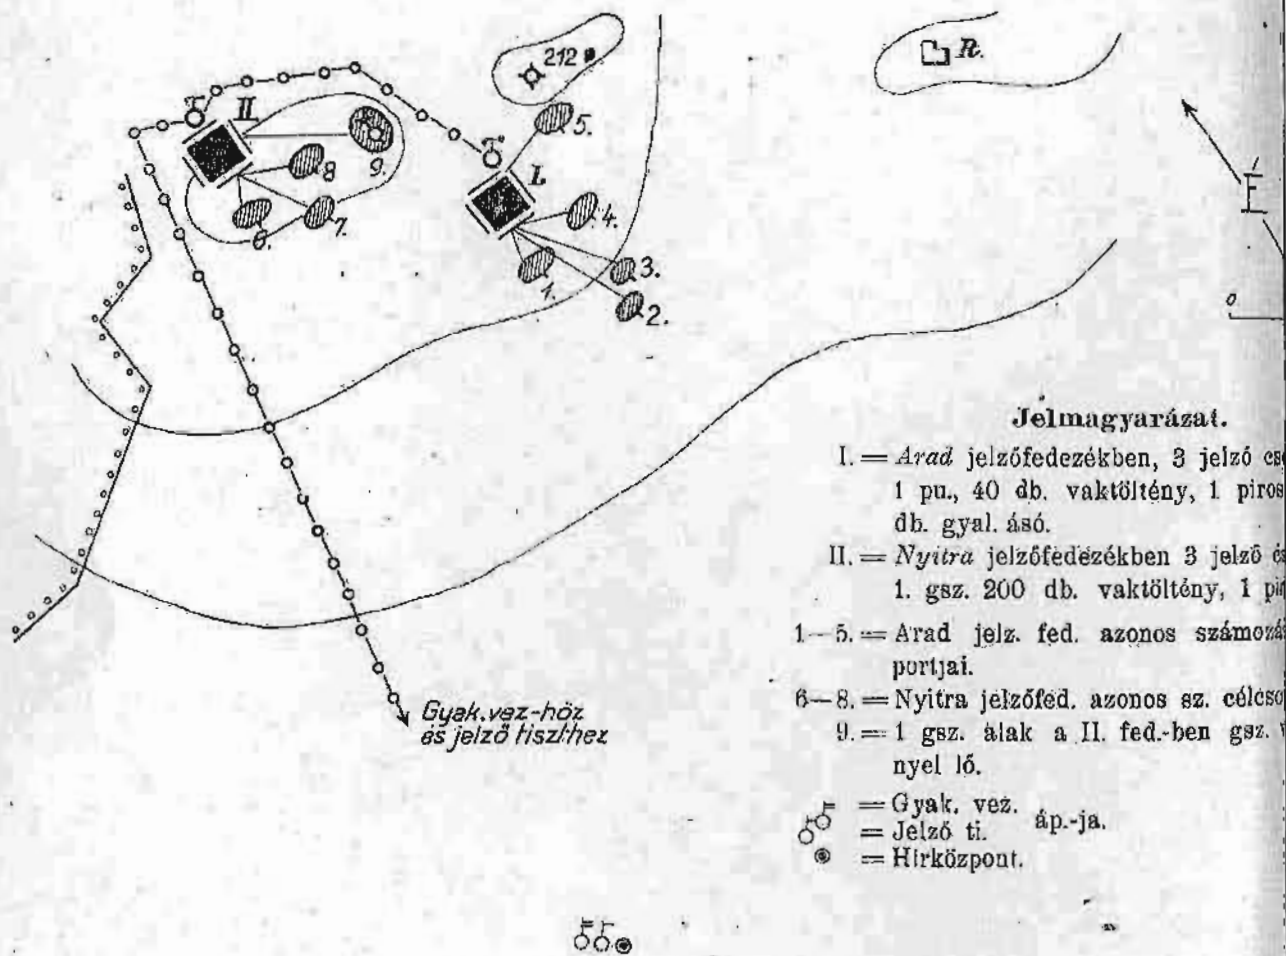 212
R.
II
5.
9.
8
I.
É
4.
7.
6.
3.
1.
2.
0
Gyak. vez-höz
és jelző tiszthez
Jelmagyarázat.
I. = Arad jelzőfedezékben, 3 jelző
1 pu., 40 db. vaktöltény, 1 piros
db. gyal. ásó.
II. = Nyitra jelzőfedezékben 3 jelző
1. gsz. 200 db. vaktöltény, 1
1—5. = Arad jelz. fed. azonos
portjai.
6—8. = Nyitra jelzőfed. azonos sz.
9. = 1 gsz. alak a II. fed.-ben gsz.
nyel lő.
= Gyak. vez.
= Jelző ti. áp.-ja.
= Hírközpont.